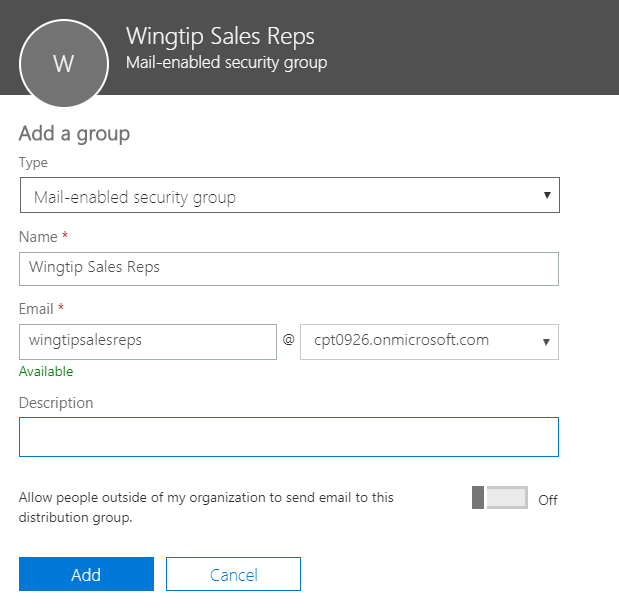 W
Wingtip Sales Reps
Mail-enabled security group
Add a group
Type
Mail-enabled security group
Name *
Wingtip Sales Reps
Email *
wingtipsalesreps @ cpt0926.onmicrosoft.com
Available
Description
Allow people outside of my organization to send email to this
distribution group.
Off
Add Cancel